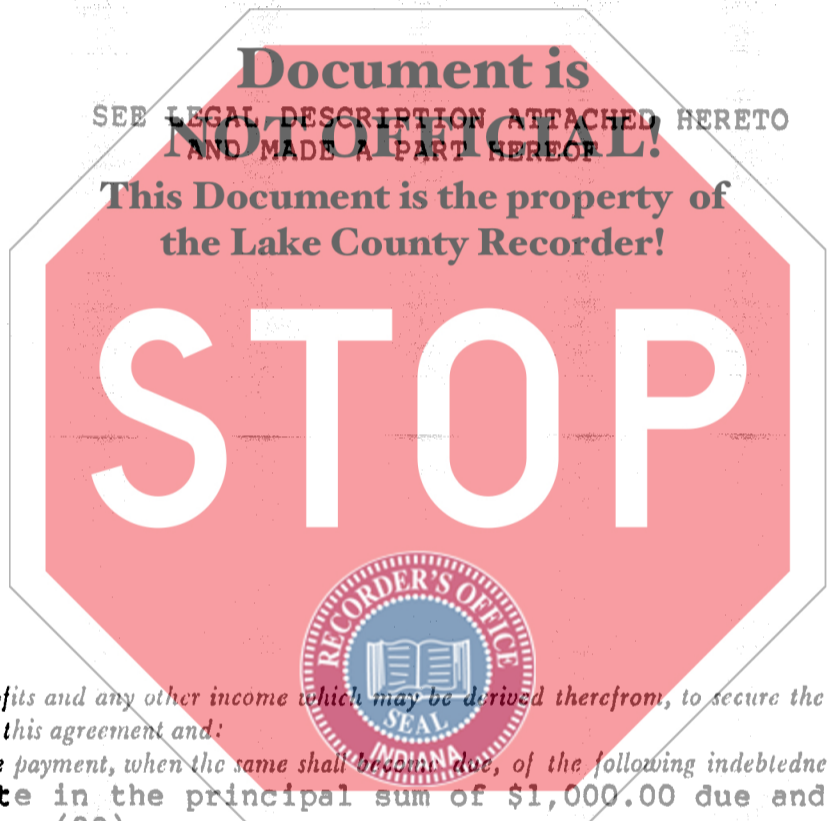 Document is
SEE LEGAL DESCRIPTION ATTACHED HERETO
NOT OFFICIAL!
AND MADE A PART HEREOF
This Document is the property of
the Lake County Recorder!
STOP
RECORDER'S OFFICE
SEAL
INDIANA
fits and any other income which may be derived therefrom, to secure the
this agreement and:
payment, when the same shall become due, of the following indebtedne
te in the principal sum of $1,000.00 due and